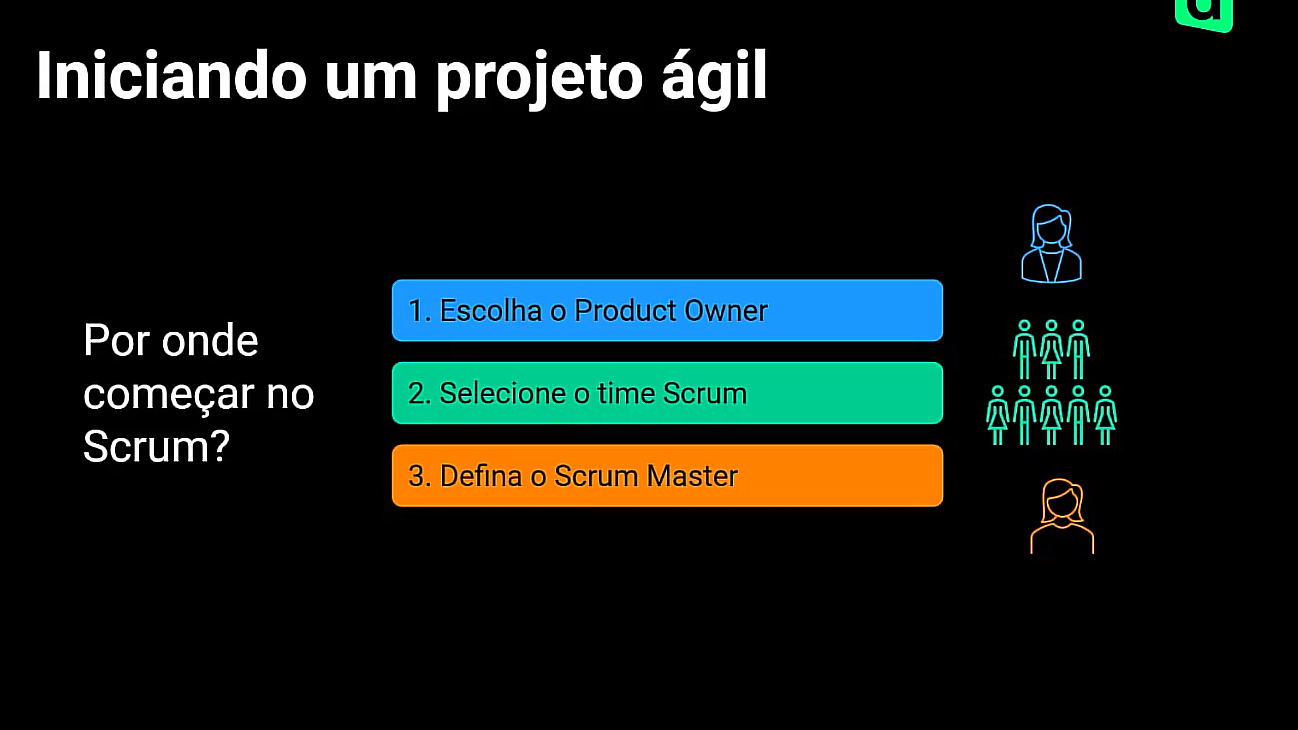 Iniciando um projeto ágil
Por onde
começar no
Scrum?
1. Escolha o Product Owner
2. Selecione o time Scrum
3. Defina o Scrum Master